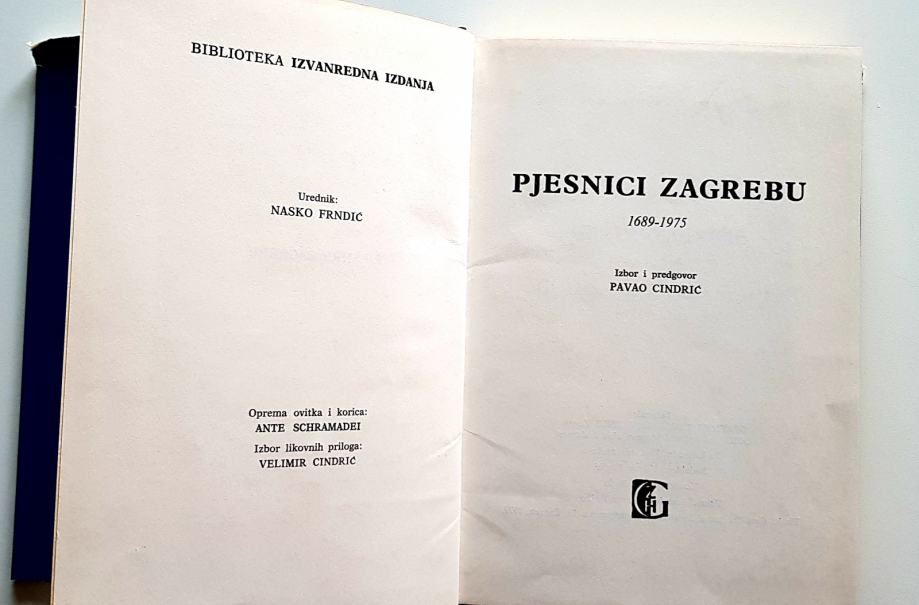 BIBLIOTEKA IZVANREDNA IZDANJA
Urednik:
NASKO FRNDIĆ
Oprema ovitka i korica:
ANTE SCHRAMADEI
Izbor likovnih priloga:
VELIMIR CINDRIĆ
PJESNICI ZAGREBU
1689-1975
Izbor i predgovor
PAVAO CINDRIĆ
GZH